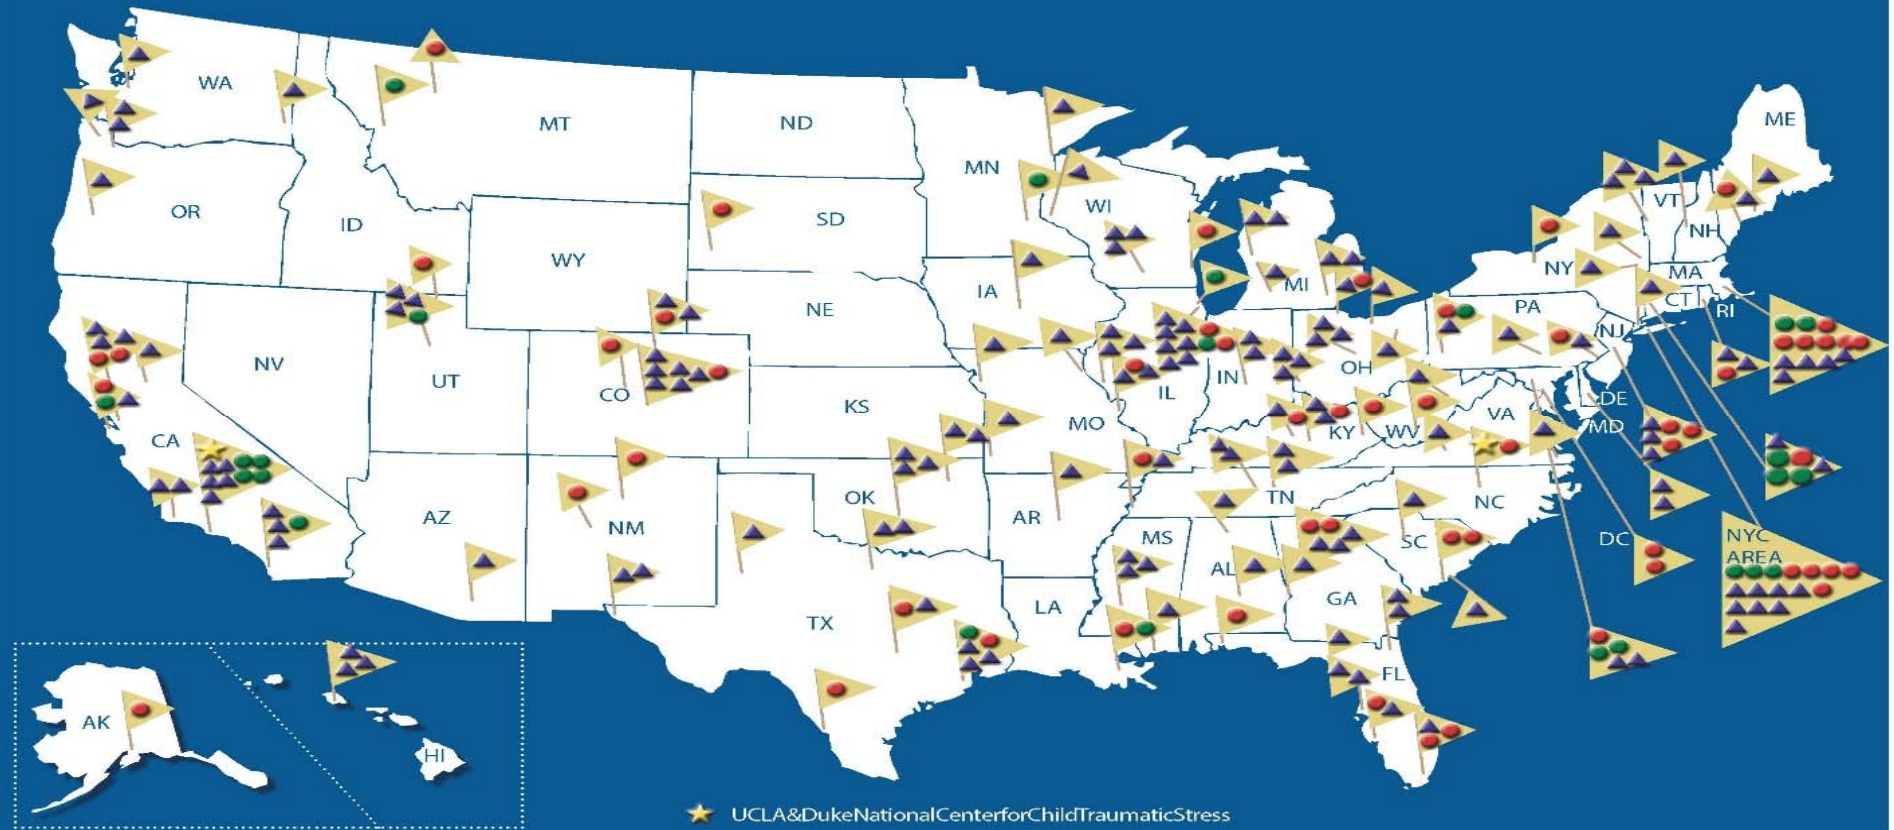 WA
MT
ND
MN
ME
OR
ID
SD
WI
VT
NH
WY
MI
NY
MA
IA
CT
RI
NE
PA
NJ
NV
UT
CO
IL
IN
OH
DE
KS
MO
VA
MD
CA
KY
WV
OK
TN
NC
AZ
NM
AR
SC
DC
MS
AL
NYC
AREA
GA
LA
TX
FL
AK
HI
UCLA&DukeNationalCenterforChildTraumaticStress